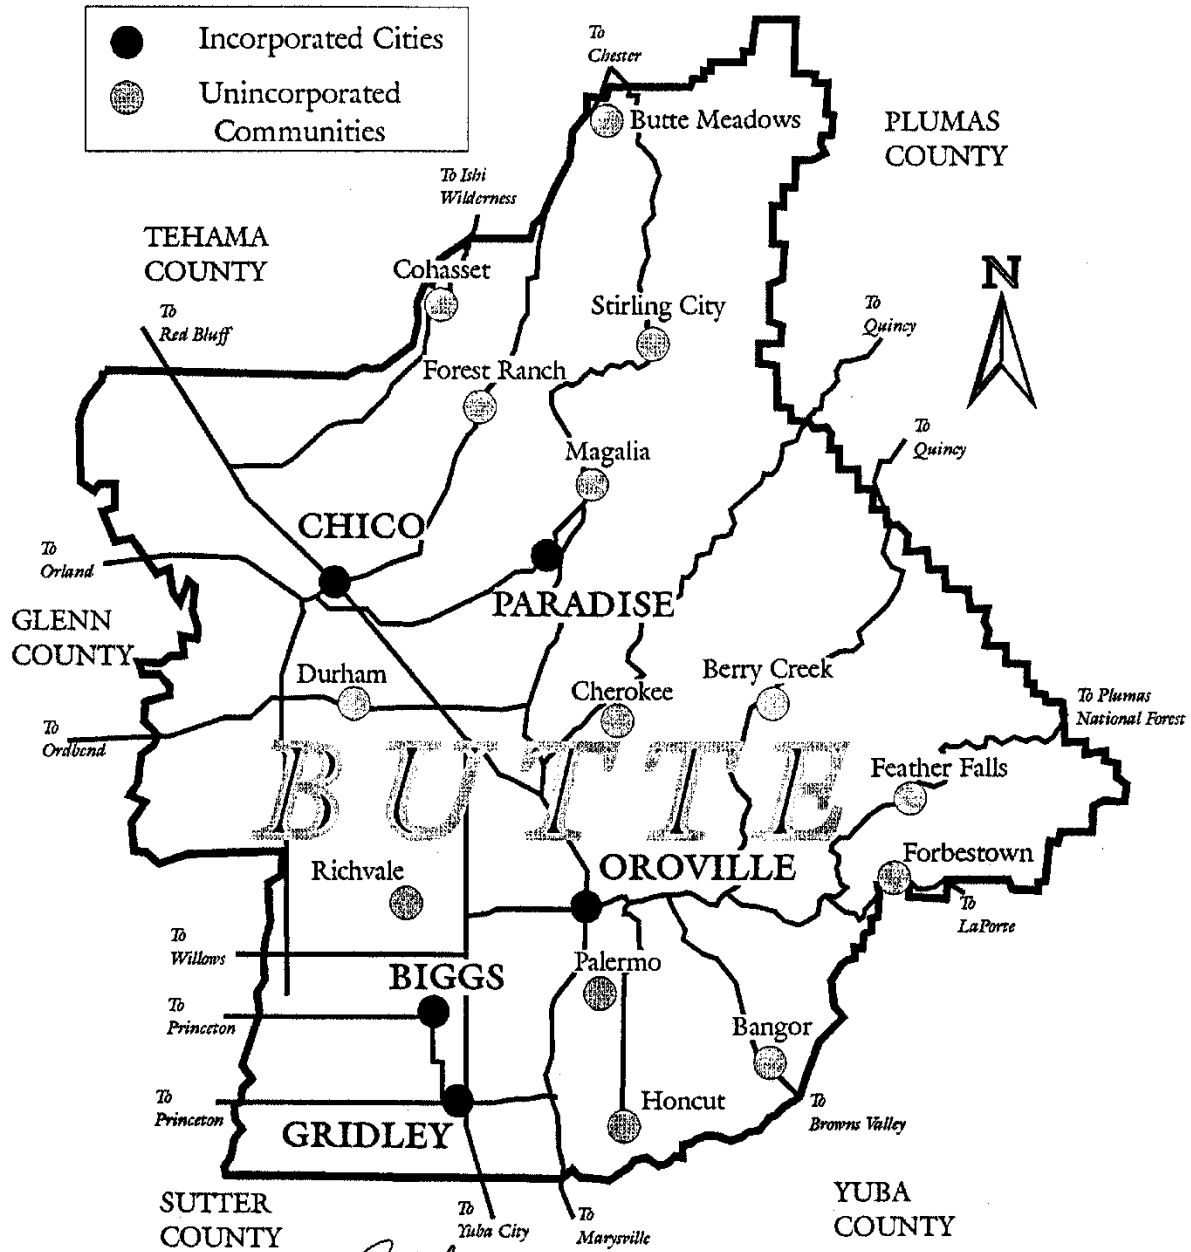 Incorporated Cities
Unincorporated
Communities
To
Chester
Butte Meadows
PLUMAS
COUNTY
To Ishi
Wilderness
TEHAMA
COUNTY
Cohasset
N
To
Red Bluff
Stirling City
To
Quincy
Forest Ranch
To
Quincy
Magalia
CHICO
To
Orland
PARADISE
GLENN
COUNTY
Durham
Berry Creek
Cherokee
To Plumas
National Forest
To
Ordbend
BUTTE
Feather Falls
Forbestown
OROVILLE
Richvale
To
LaPorte
To
Willows
Palermo
BIGGS
To
Princeton
Bangor
To
Princeton
Honcut
To
Browns Valley
GRIDLEY
SUTTER
COUNTY
To
Yuba City
To
Marysville
YUBA
COUNTY